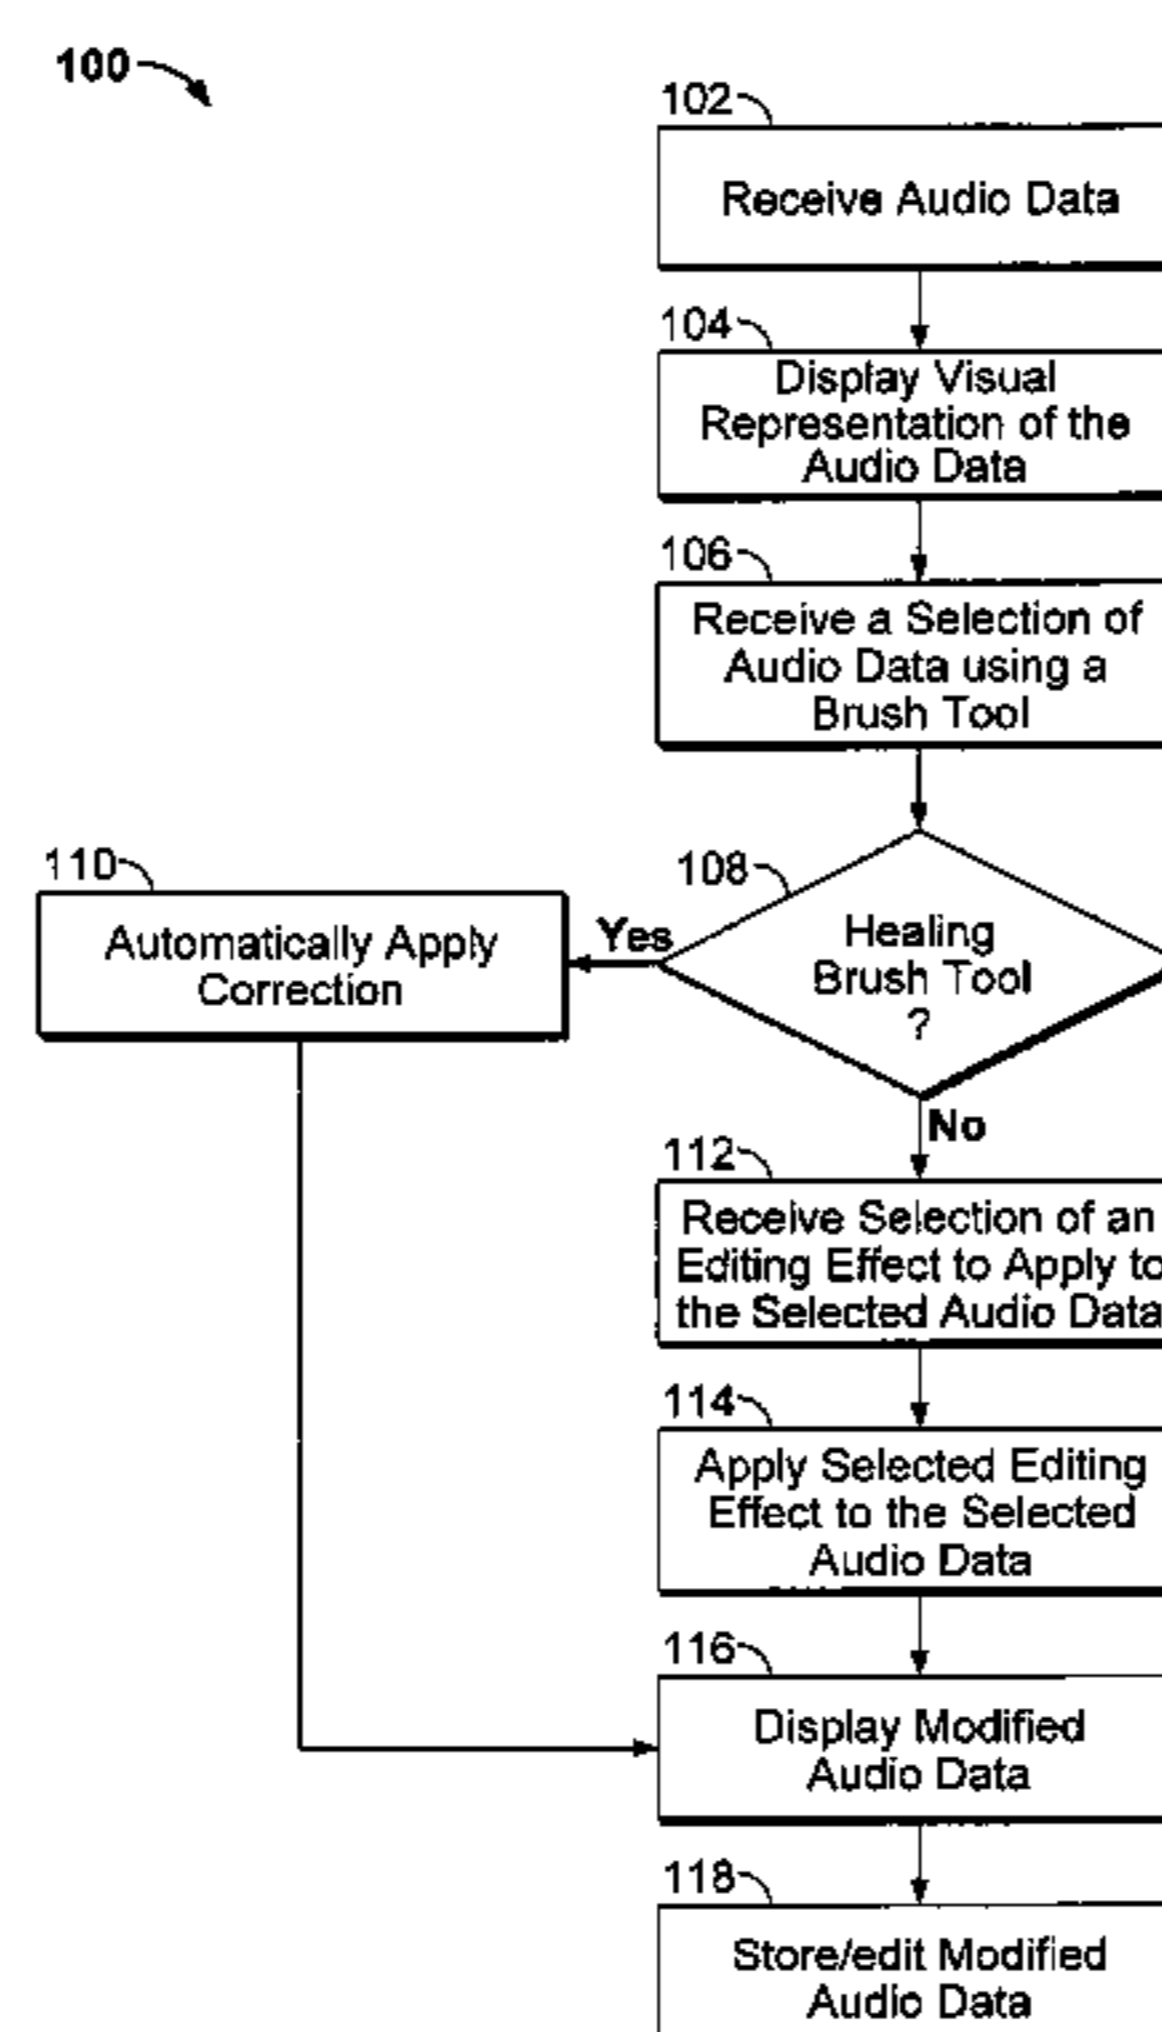 100
102
Receive Audio Data
104
Display Visual
Representation of the
Audio Data
106
Receive a Selection of
Audio Data using a
Brush Tool
108
Healing
Brush Tool
?
Yes
110
Automatically Apply
Correction
No
112
Receive Selection of an
Editing Effect to Apply to
the Selected Audio Data
114
Apply Selected Editing
Effect to the Selected
Audio Data
116
Display Modified
Audio Data
118
Store/edit Modified
Audio Data